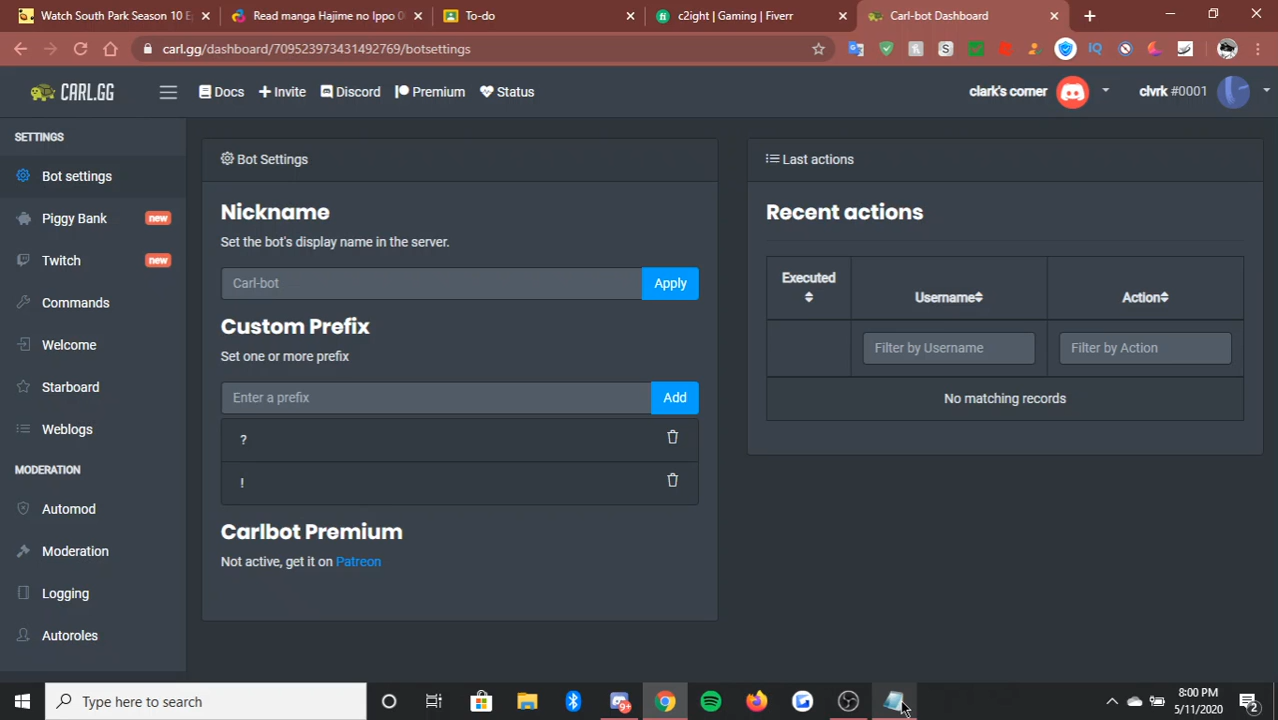 Watch South Park Season 10 E
Read manga Hajime no Ippo 0
To-do
c2ight | Gaming | Fiverr
Carl-bot Dashboard
carl.gg/dashboard/709523973431492769/botsettings
CARL.GG
Docs
Invite
Discord
Premium
Status
clark's corner
clvrk #0001
SETTINGS
Bot settings
Piggy Bank new
Twitch new
Commands
Welcome
Starboard
Weblogs
MODERATION
Automod
Moderation
Logging
Autoroles
Bot Settings
Nickname
Set the bot's display name in the server.
Carl-bot
Apply
Custom Prefix
Set one or more prefix
Enter a prefix
Add
?
!
Carlbot Premium
Not active, get it on Patreon
Last actions
Recent actions
Executed
Username
Action
Filter by Username
Filter by Action
No matching records
Type here to search
8:00 PM
5/11/2020